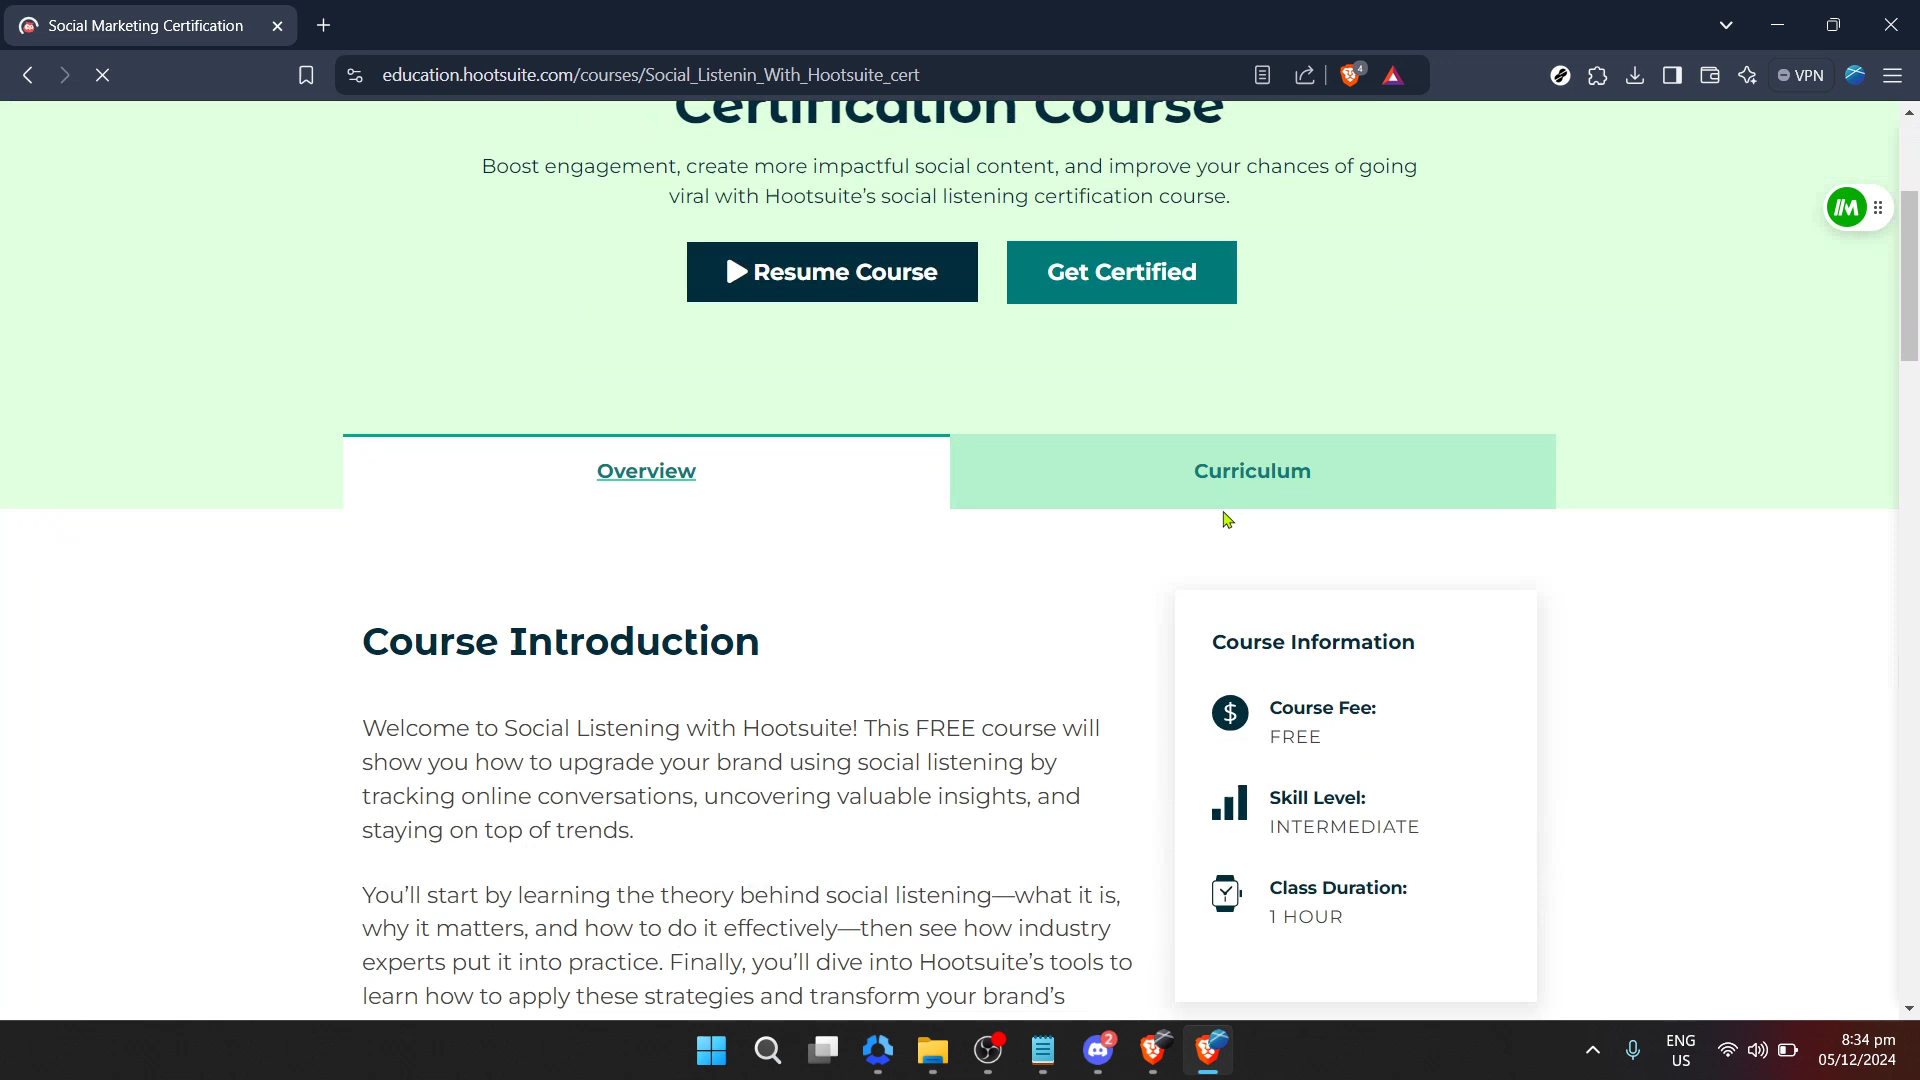 Social Marketing Certification
education.hootsuite.com/courses/Social_Listenin_With_Hootsuite_cert
4
VPN
Certification Course
Boost engagement, create more impactful social content, and improve your chances of going
viral with Hootsuite's social listening certification course.
Resume Course
Get Certified
Overview
Curriculum
Course Introduction
Welcome to Social Listening with Hootsuite! This FREE course will
show you how to upgrade your brand using social listening by
tracking online conversations, uncovering valuable insights, and
staying on top of trends.
You'll start by learning the theory behind social listening—what it is,
why it matters, and how to do it effectively—then see how industry
experts put it into practice. Finally, you'll dive into Hootsuite's tools to
learn how to apply these strategies and transform your brand's
Course Information
$
Course Fee:
FREE
Skill Level:
INTERMEDIATE
Class Duration:
1 HOUR
2
ENG
US
8:34 pm
05/12/2024